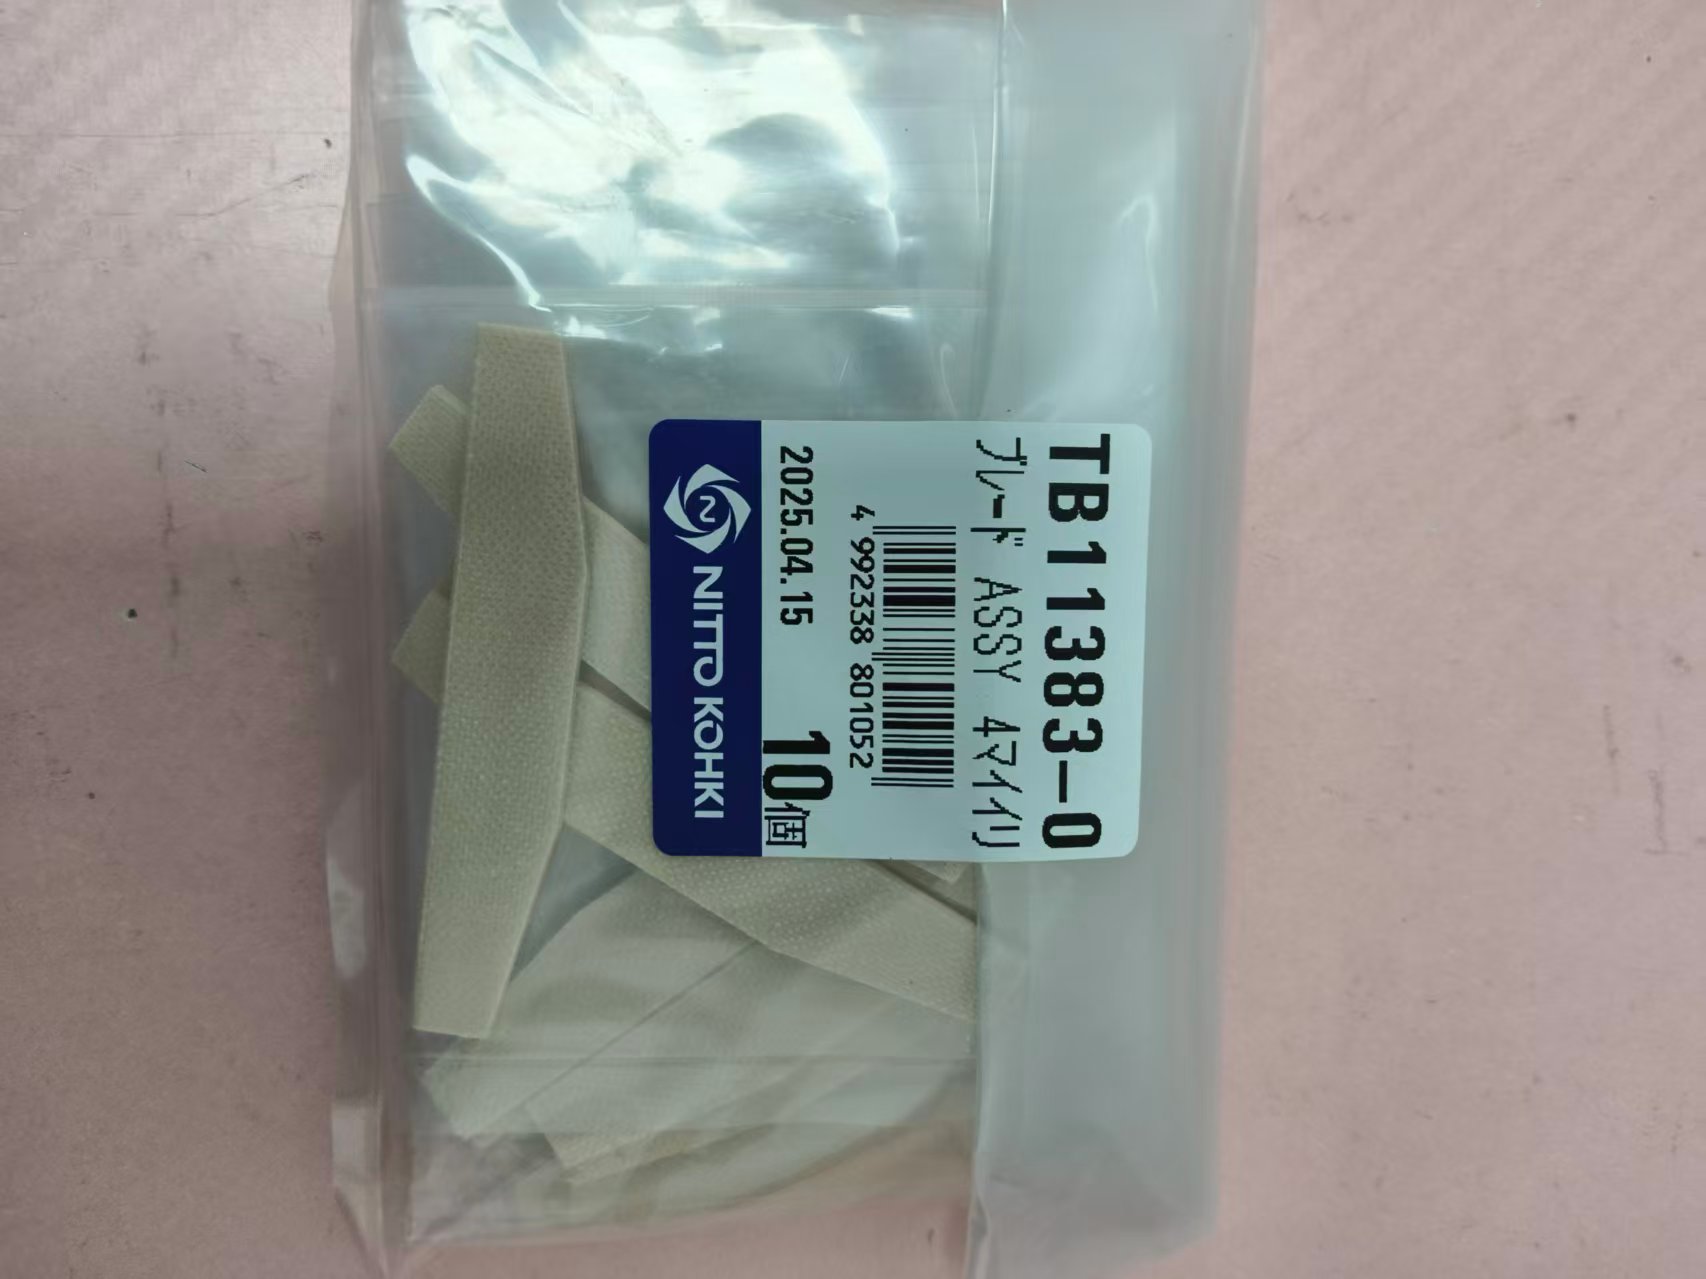 TB11383-0
ブレード ASSY 4マイイリ
4 992338 801052
2025.04.15 10個
NITTO KOHKI